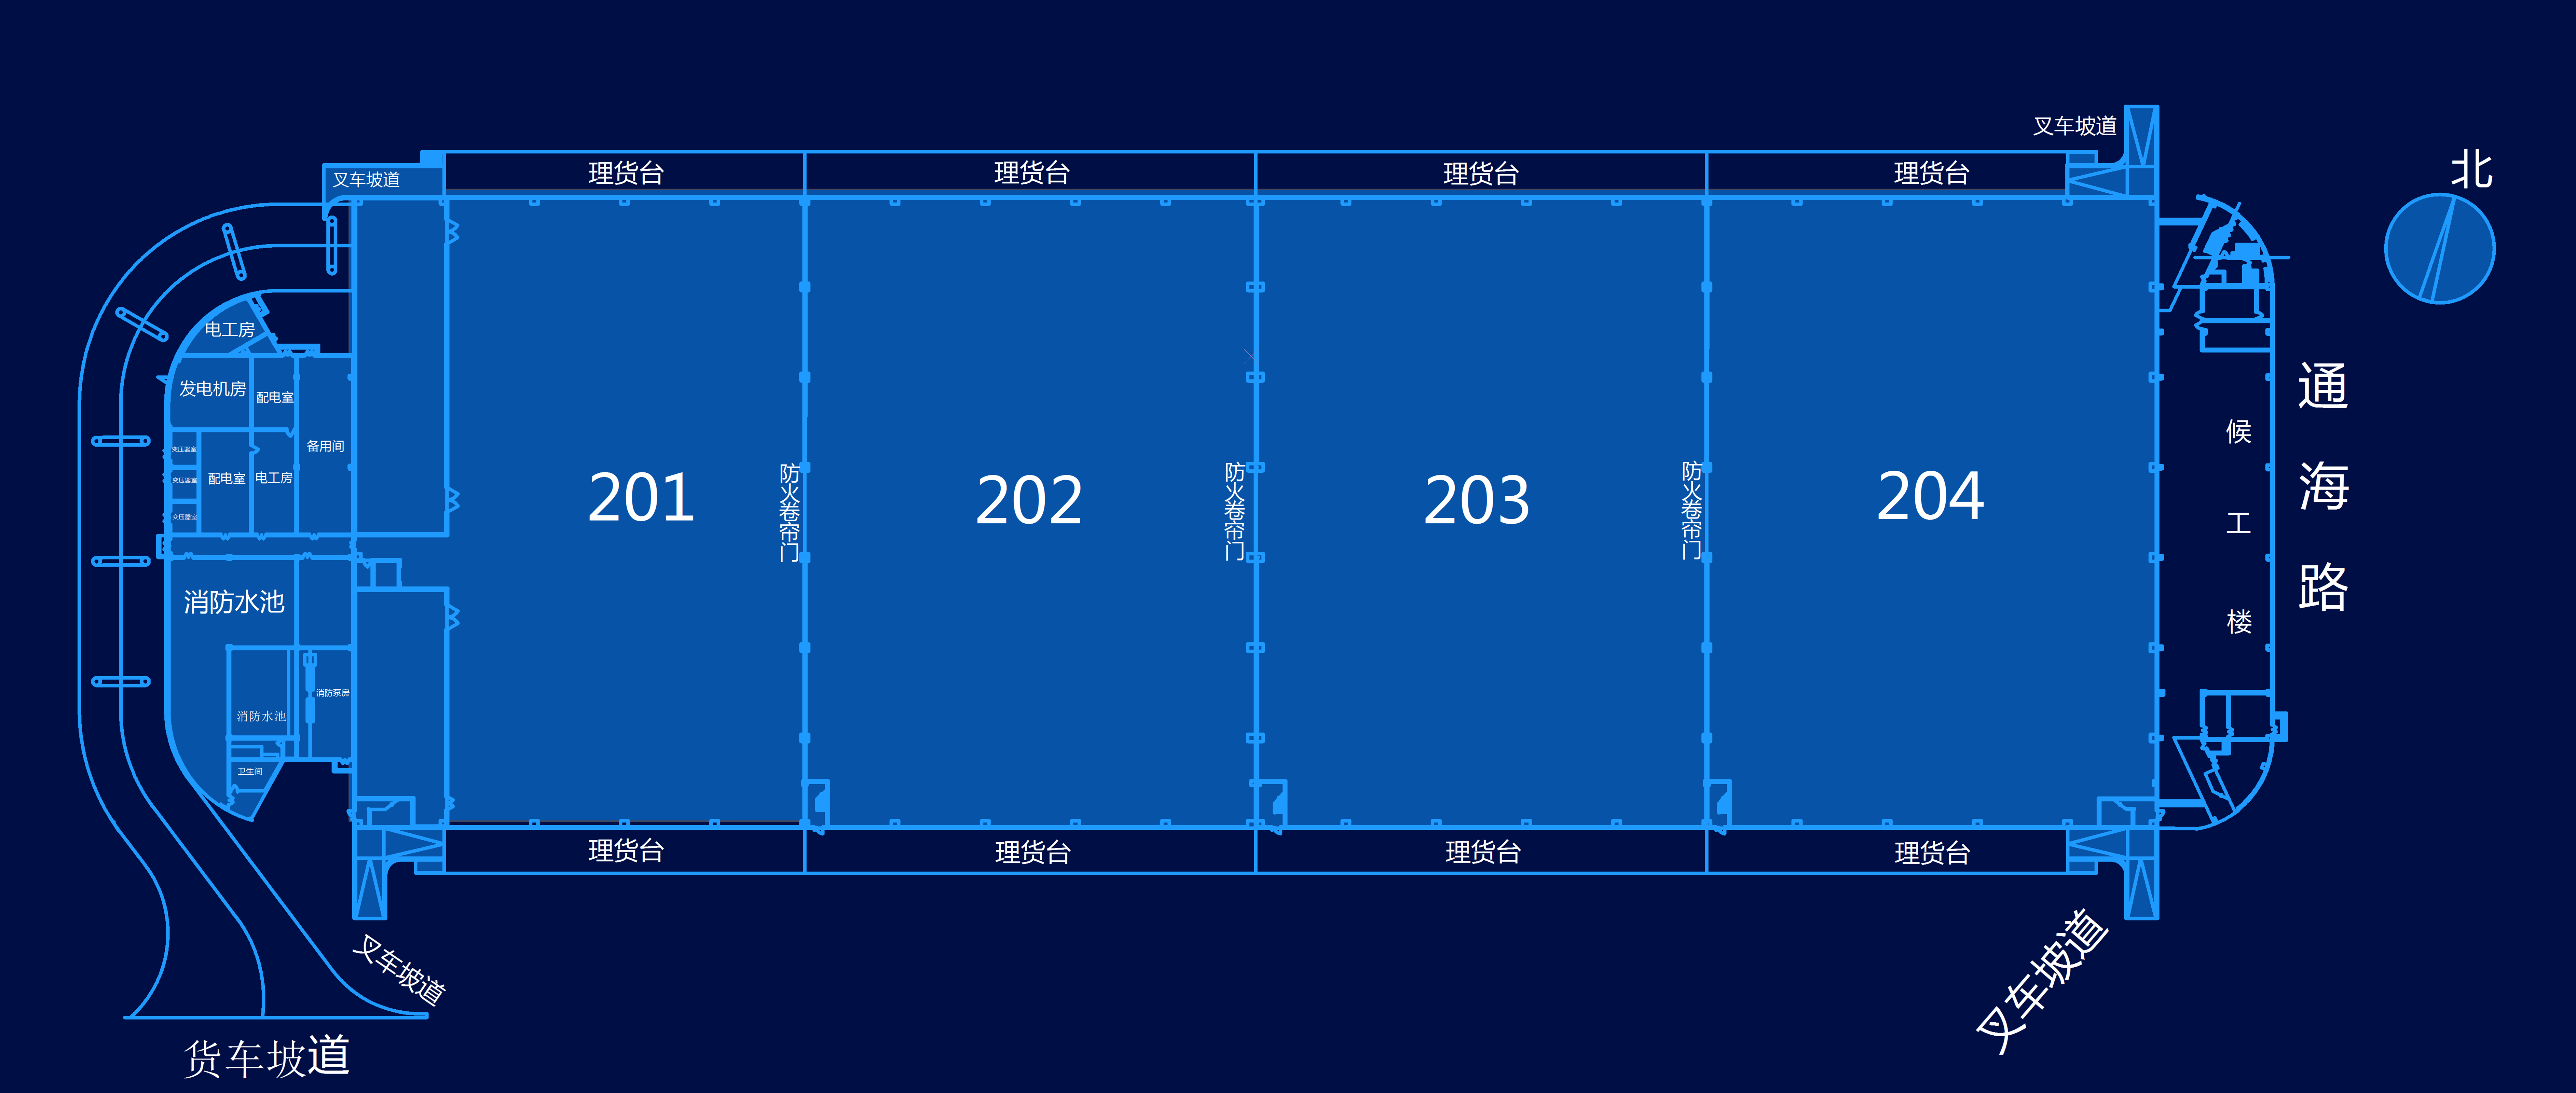 叉车坡道
北
理货台
理货台
理货台
理货台
叉车坡道
电工房
发电机房
配电室
备用间
变压器室
变压器室
变压器室
配电室
电工房
201
202
203
204
防火卷帘门
防火卷帘门
防火卷帘门
候工楼
通海路
消防水池
消防泵房
消防水池
卫生间
理货台
理货台
理货台
理货台
叉车坡道
叉车坡道
货车坡道